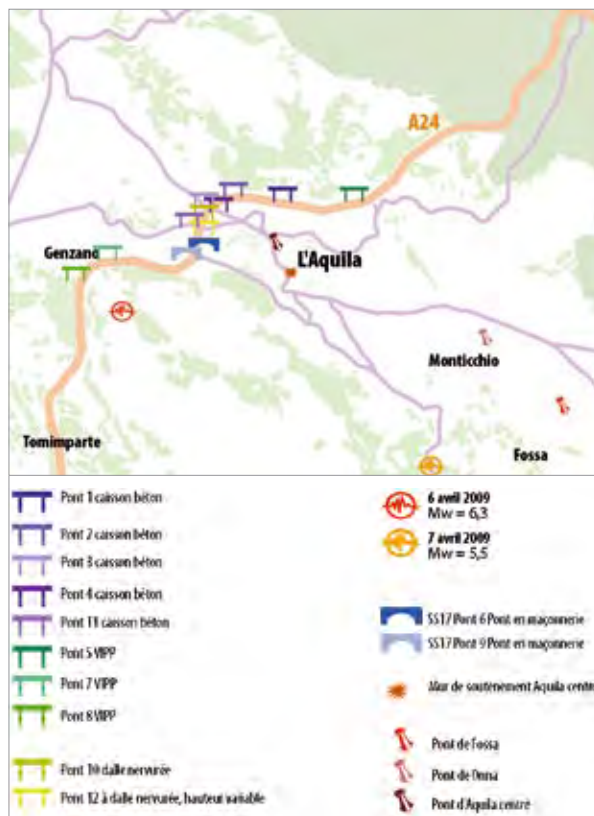 A24
Genzano
L'Aquila
Monticchio
Tornimparte
Fossa
Pont 1 caisson béton
Pont 2 caisson béton
Pont 3 caisson béton
Pont 4 caisson béton
Pont 11 caisson béton
Pont 5 VIPP
Pont 7 VIPP
Pont 8 VIPP
Pont 10 dalle nervurée
Pont 12 à dalle nervurée, hauteur variable
6 avril 2009
Mw = 6,3
7 avril 2009
Mw = 5,5
SS17 Pont 6 Pont en maçonnerie
SS17 Pont 9 Pont en maçonnerie
Mur de soutènement Aquila centre
Pont de Fossa
Pont de Onna
Pont d'Aquila centre